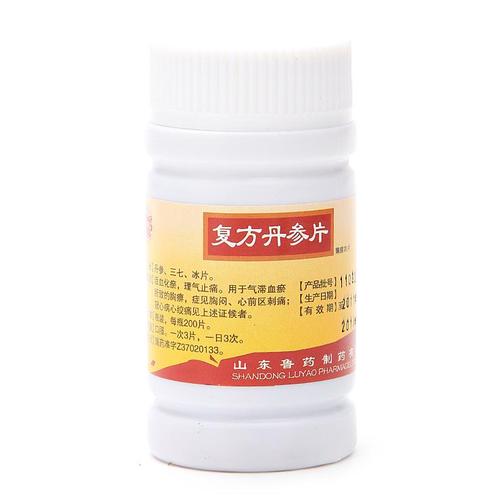 复方丹参片
丹参、三七、冰片。
血化瘀，理气止痛。用于气滞血瘀
所致的胸痹，症见胸闷、心前区刺痛；
冠心病心绞痛见上述证候者。
瓶装，每瓶200片。
口服。一次3片，一日3次。
国药准字Z37020133。
【产品批号】
【生产日期】
【有效期】至
山东鲁药制药有
SHANDONG LUYAO PHARMACE